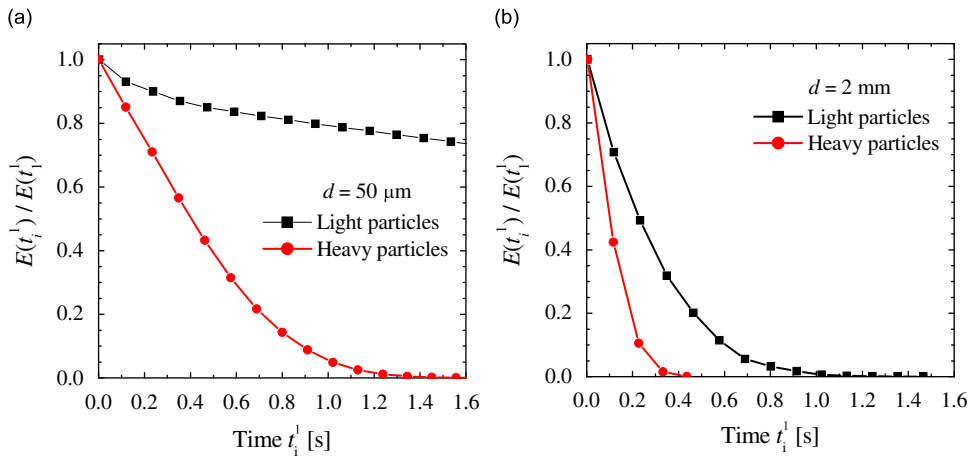 (a)
(b)
1.0
0.8
0.6
0.4
0.2
0.0
E(t_i^1) / E(t_1^1)
d = 50 µm
Light particles
Heavy particles
0.0 0.2 0.4 0.6 0.8 1.0 1.2 1.4 1.6
Time t_i^1 [s]
1.0
0.8
0.6
0.4
0.2
0.0
E(t_i^1) / E(t_1^1)
d = 2 mm
Light particles
Heavy particles
0.0 0.2 0.4 0.6 0.8 1.0 1.2 1.4 1.6
Time t_i^1 [s]